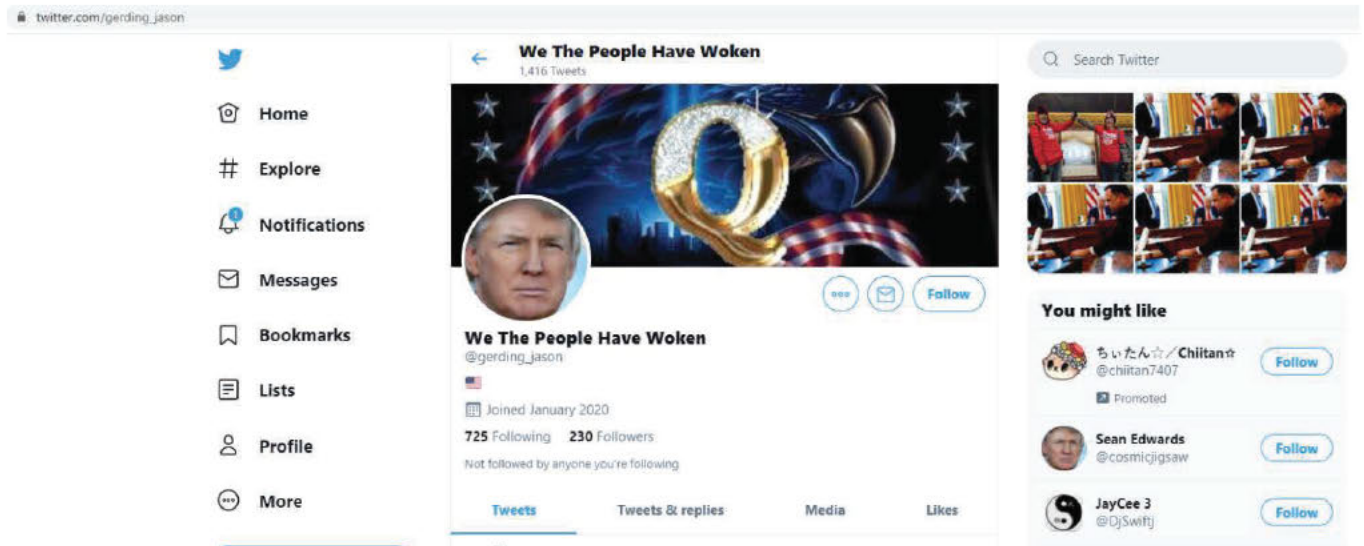 twitter.com/gerding_jason
We The People Have Woken
1,416 Tweets
Search Twitter
Home
Explore
1
Notifications
Messages
Bookmarks
Lists
Profile
More
Q
Follow
We The People Have Woken
@gerding_jason
Joined January 2020
725 Following 230 Followers
Not followed by anyone you're following
Tweets Tweets & replies Media Likes
You might like
ちぃたん☆／Chiitan☆
@chiitan7407
Follow
Promoted
Sean Edwards
@cosmicjigsaw
Follow
JayCee 3
@DjSwiftj
Follow